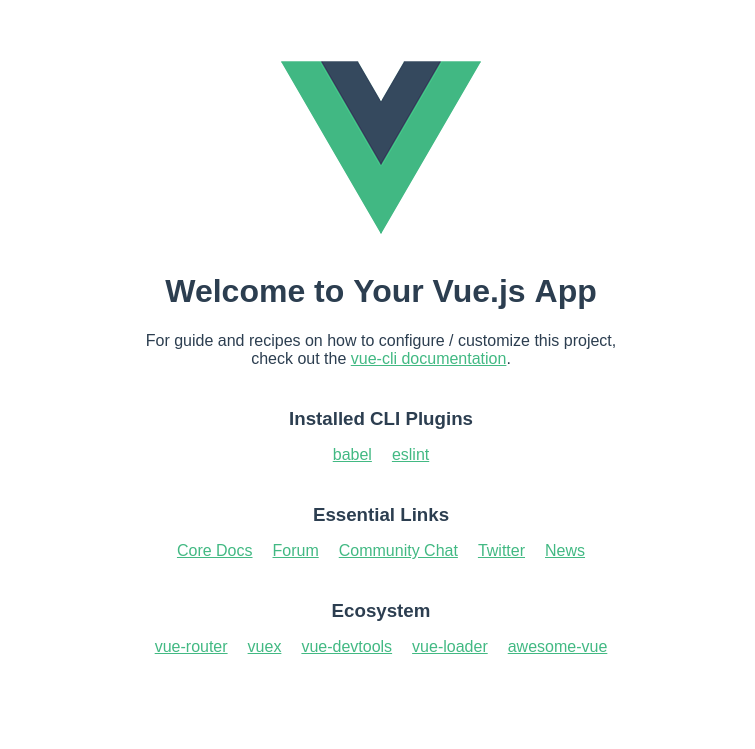 Welcome to Your Vue.js App
For guide and recipes on how to configure / customize this project,
check out the vue-cli documentation.
Installed CLI Plugins
babel eslint
Essential Links
Core Docs Forum Community Chat Twitter News
Ecosystem
vue-router vuex vue-devtools vue-loader awesome-vue